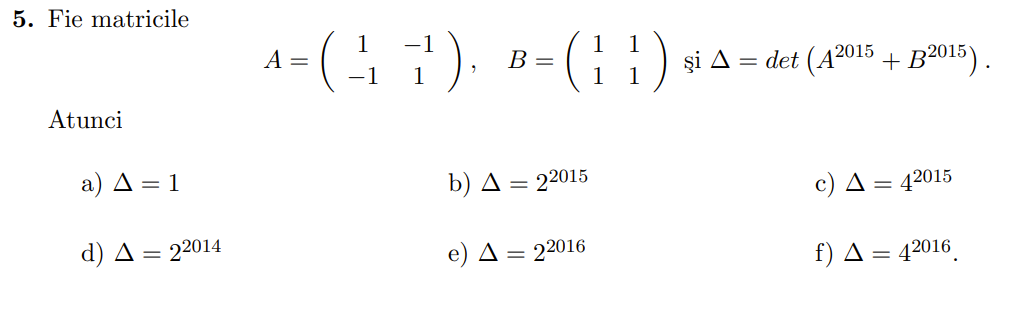 5. Fie matricile
A = ( 1 −1 ; −1 1 ), B = ( 1 1 ; 1 1 ) şi Δ = det (A^2015 + B^2015).
Atunci
a) Δ = 1 b) Δ = 2^2015 c) Δ = 4^2015
d) Δ = 2^2014 e) Δ = 2^2016 f) Δ = 4^2016.